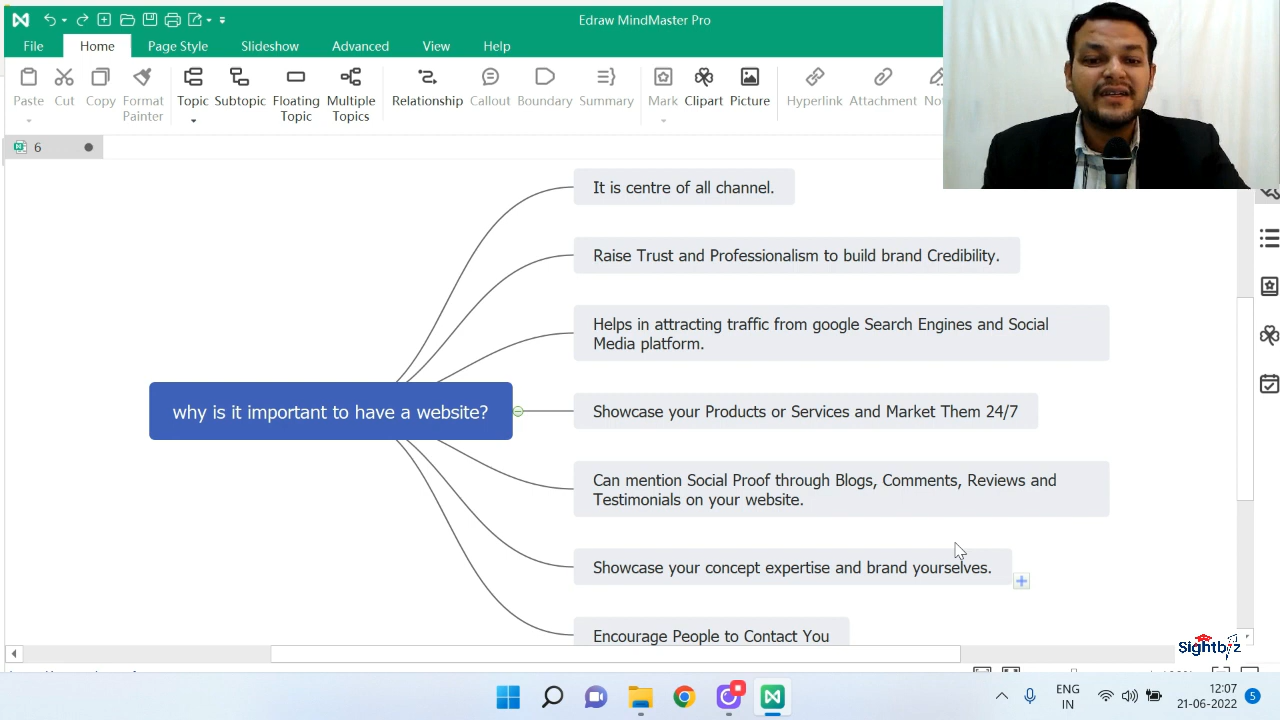 Edraw MindMaster Pro
File Home Page Style Slideshow Advanced View Help
Paste Cut Copy Format Painter Topic Subtopic Floating Topic Multiple Topics Relationship Callout Boundary Summary Mark Clipart Picture Hyperlink Attachment
6
It is centre of all channel.
Raise Trust and Professionalism to build brand Credibility.
Helps in attracting traffic from google Search Engines and Social
Media platform.
why is it important to have a website?
Showcase your Products or Services and Market Them 24/7
Can mention Social Proof through Blogs, Comments, Reviews and
Testimonials on your website.
Showcase your concept expertise and brand yourselves.
Encourage People to Contact You
Sightbiz
ENG
IN
12:07
21-06-2022
5